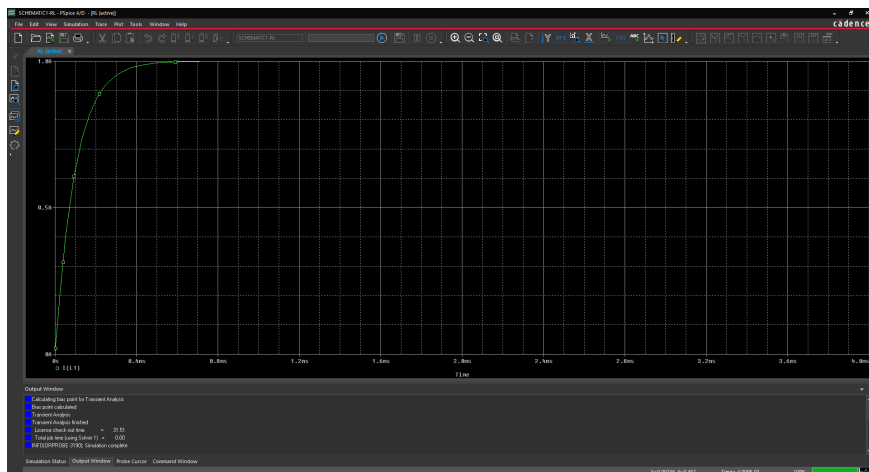 SCHEMATIC1-RL - PSpice A/D - [RL (active)]
File Edit View Simulation Trace Plot Tools Window Help
cādence
SCHEMATIC1-RL
RL (active)
1.0A
0.5A
0A
0s 0.4ms 0.8ms 1.2ms 1.6ms 2.0ms 2.4ms 2.8ms 3.2ms 3.6ms 4.0ms
I(L1)
Time
Output Window
Calculating bias point for Transient Analysis
Bias point calculated
Transient Analysis
Transient Analysis finished
License check-out time = 31.51
Total job time (using Solver 1) = 0.00
INFO(ORPROBE-3190): Simulation complete
Simulation Status Output Window Probe Cursor Command Window
100%